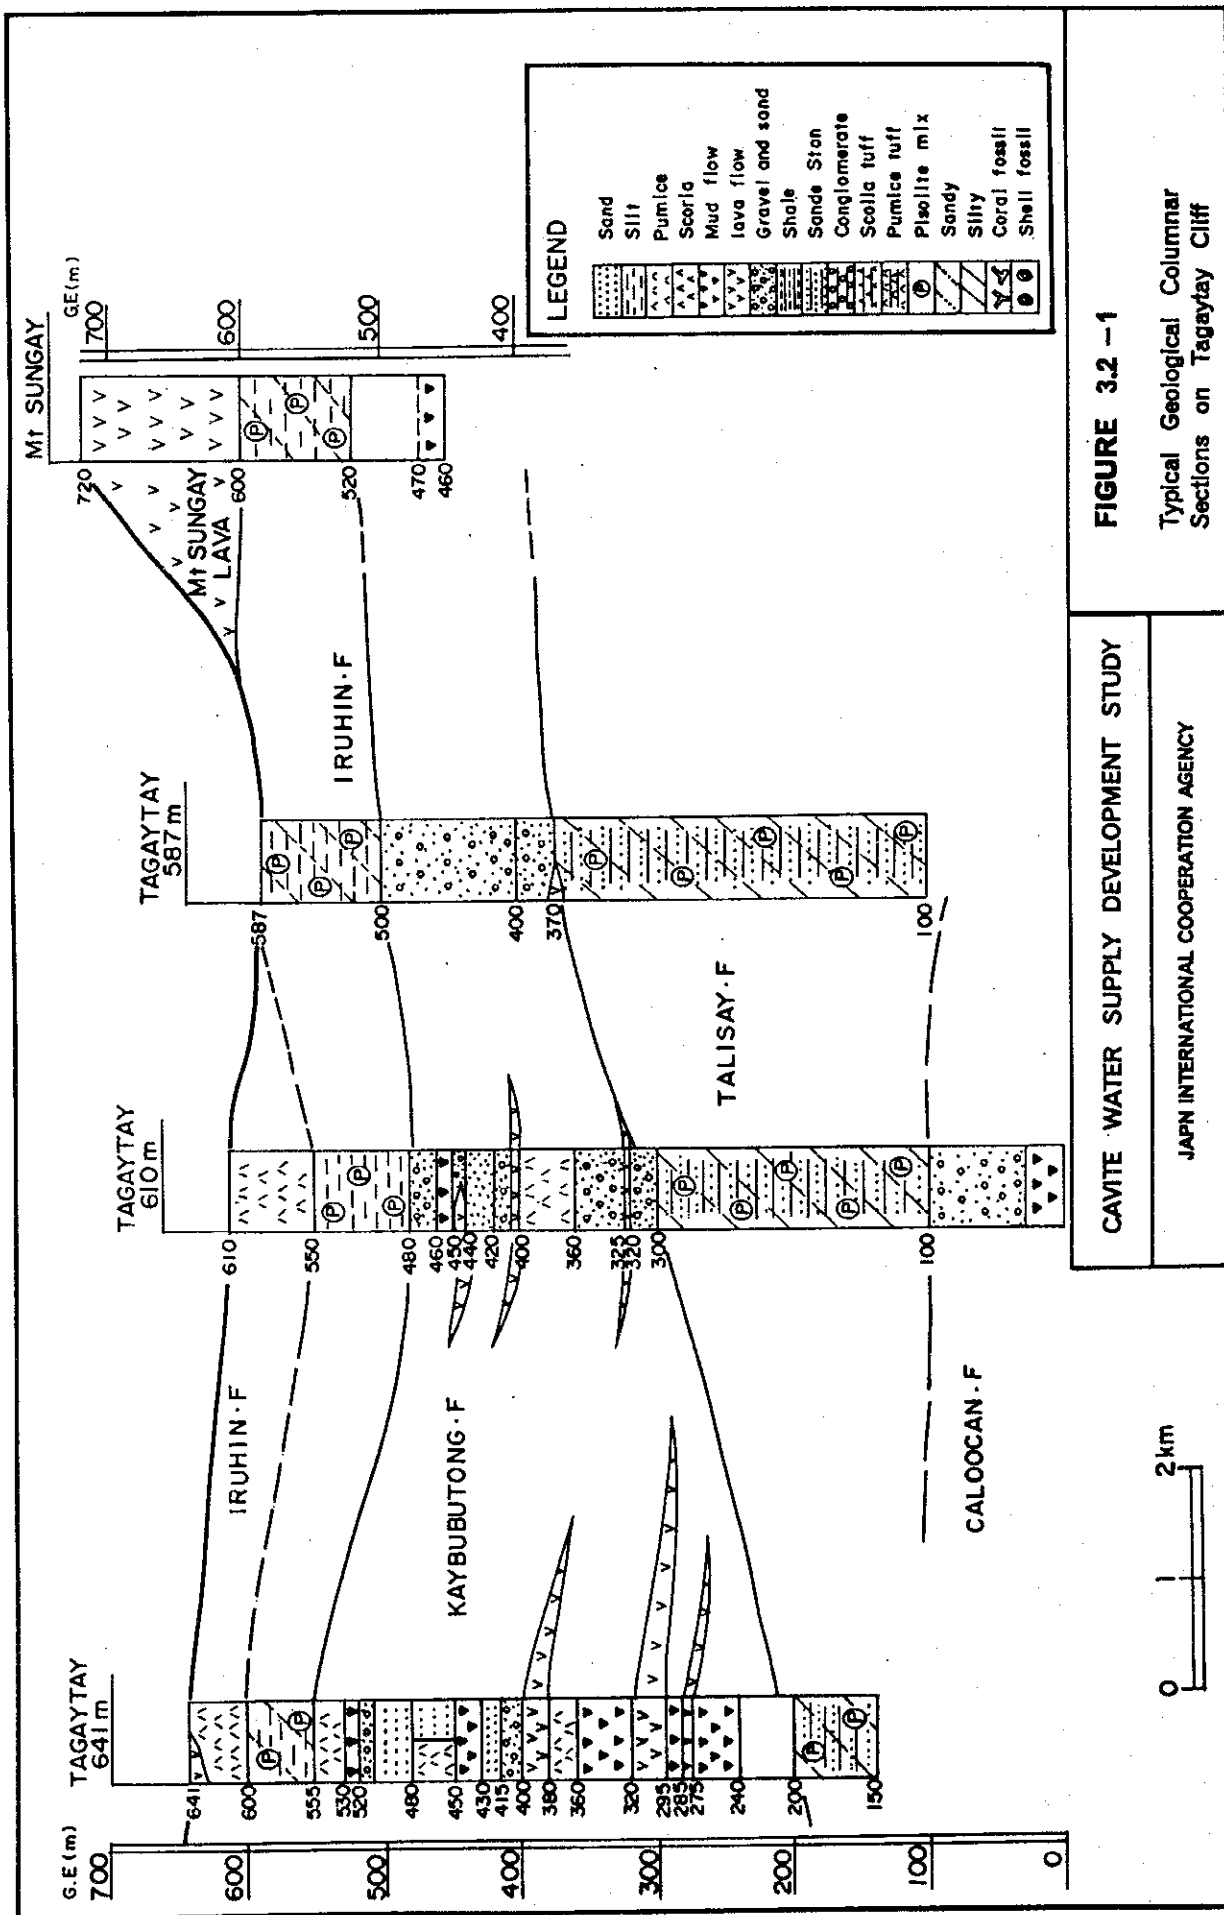 G.E(m)
700
600
500
400
300
200
100
0
TAGAYTAY
641m
641
600
555
530
520
480
450
430
415
400
380
360
320
295
285
275
240
200
150
IRUHIN·F
KAYBUBUTONG·F
CALOOCAN·F
0
1
2km
TAGAYTAY
610m
610
550
480
460
450
440
420
400
360
325
320
300
100
TALISAY·F
TAGAYTAY
587m
587
500
400
370
100
IRUHIN·F
Mt SUNGAY
LAVA
Mt SUNGAY
720
600
520
470
460
G.E(m)
700
600
500
400
LEGEND
Sand
Silt
Pumice
Scoria
Mud flow
lava flow
Gravel and sand
Shale
Sande Ston
Conglomerate
Scolla tuff
Pumice tuff
P Pisolite mix
Sandy
Silty
Coral fossil
Shell fossil
CAVITE WATER SUPPLY DEVELOPMENT STUDY
JAPN INTERNATIONAL COOPERATION AGENCY
FIGURE 3.2 -1
Typical Geological Columnar
Sections on Tagaytay Cliff